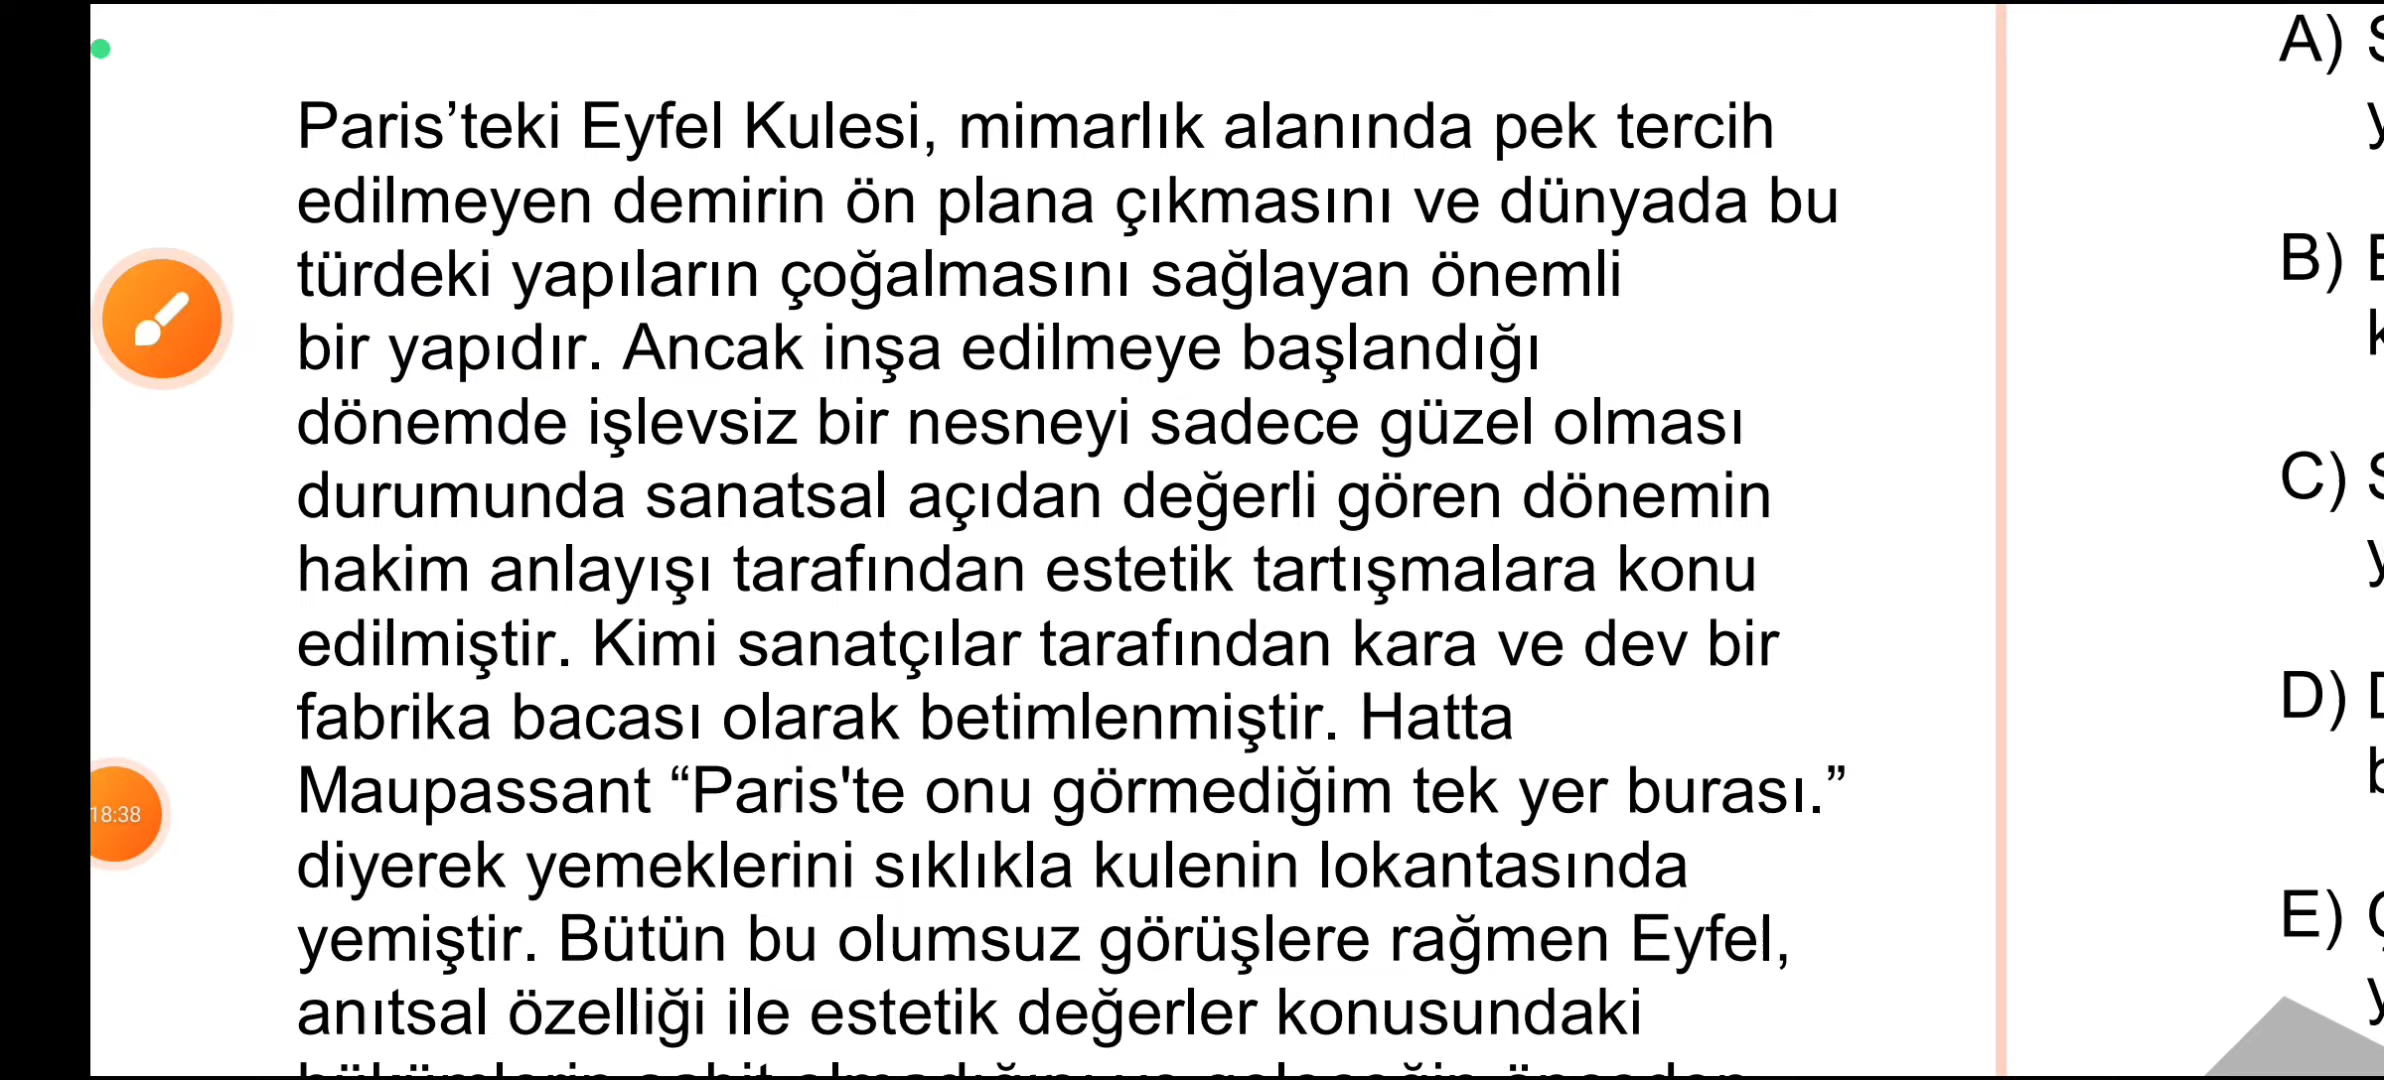 Paris’teki Eyfel Kulesi, mimarlık alanında pek tercih
edilmeyen demirin ön plana çıkmasını ve dünyada bu
türdeki yapıların çoğalmasını sağlayan önemli
bir yapıdır. Ancak inşa edilmeye başlandığı
dönemde işlevsiz bir nesneyi sadece güzel olması
durumunda sanatsal açıdan değerli gören dönemin
hakim anlayışı tarafından estetik tartışmalara konu
edilmiştir. Kimi sanatçılar tarafından kara ve dev bir
fabrika bacası olarak betimlenmiştir. Hatta
Maupassant “Paris'te onu görmediğim tek yer burası.”
diyerek yemeklerini sıklıkla kulenin lokantasında
yemiştir. Bütün bu olumsuz görüşlere rağmen Eyfel,
anıtsal özelliği ile estetik değerler konusundaki
18:38
A)
B)
C)
D)
E)